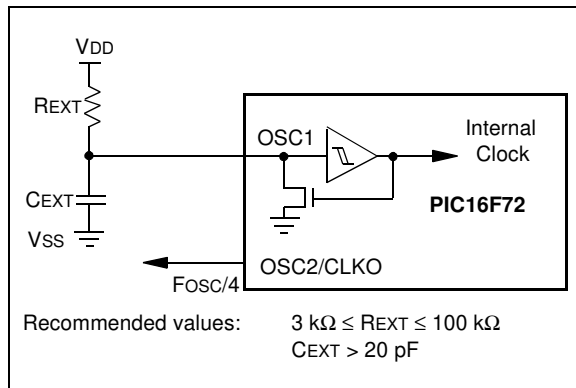 VDD
REXT
OSC1
Internal
Clock
CEXT
PIC16F72
VSS
OSC2/CLKO
FOSC/4
Recommended values: 3 kΩ ≤ REXT ≤ 100 kΩ
CEXT > 20 pF